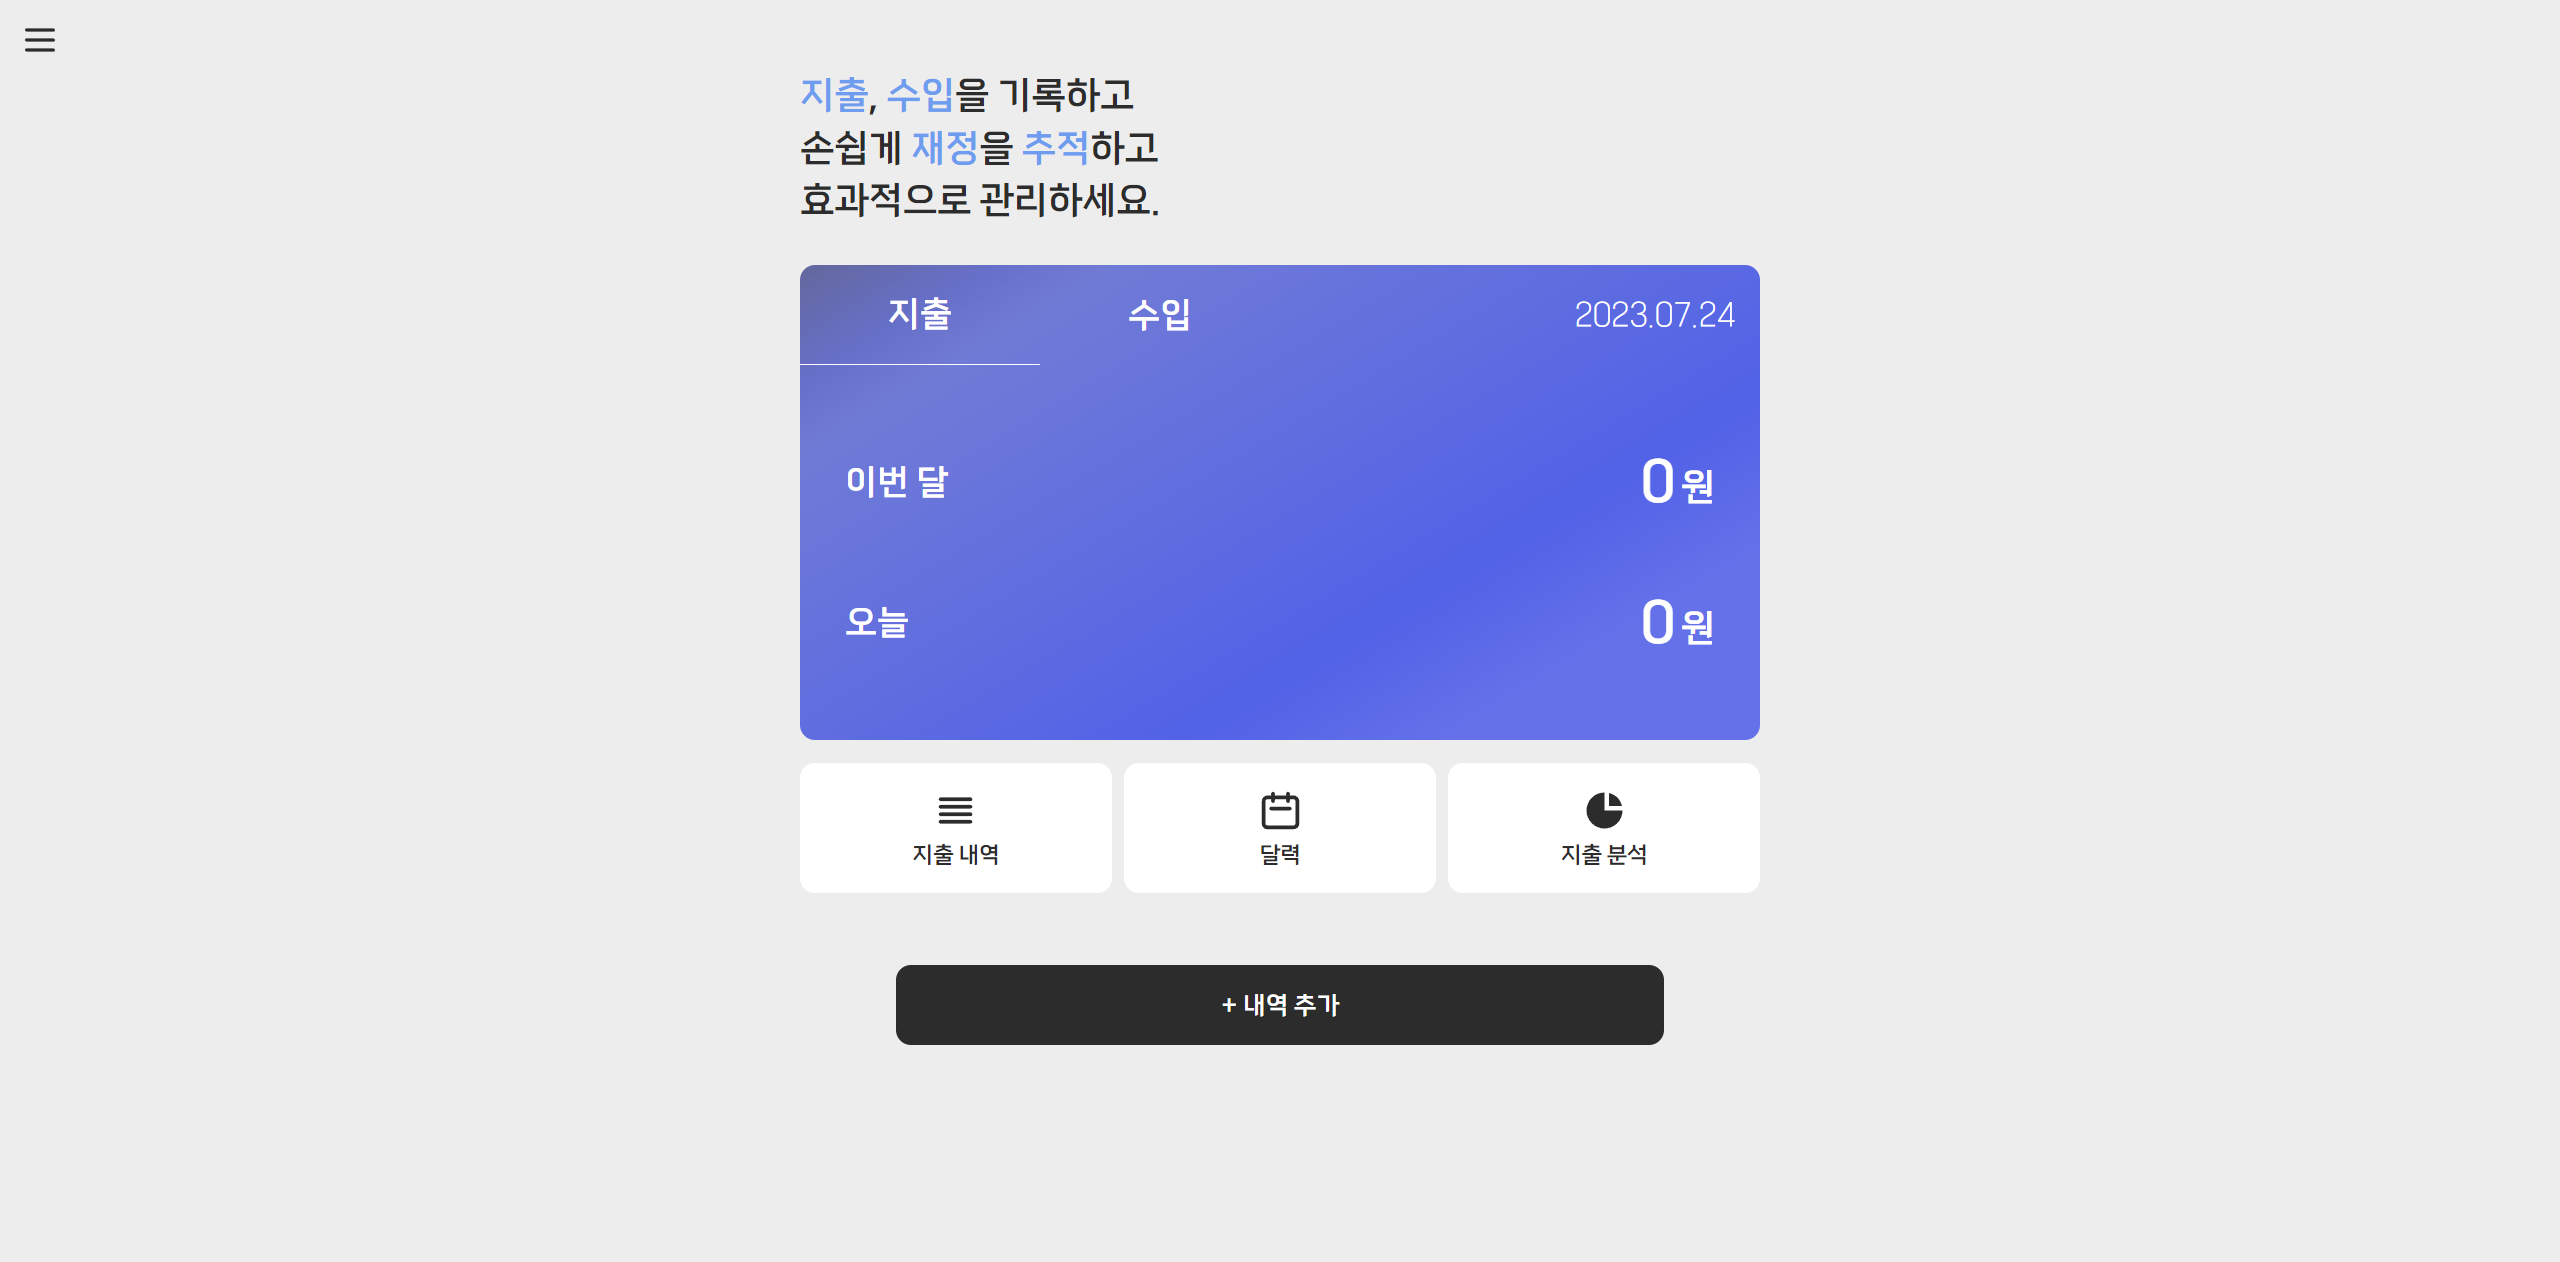 지출, 수입을 기록하고
손쉽게 재정을 추적하고
효과적으로 관리하세요.
지출 수입 2023.07.24
이번 달 0 원
오늘 0 원
지출 내역 달력 지출 분석
+ 내역 추가